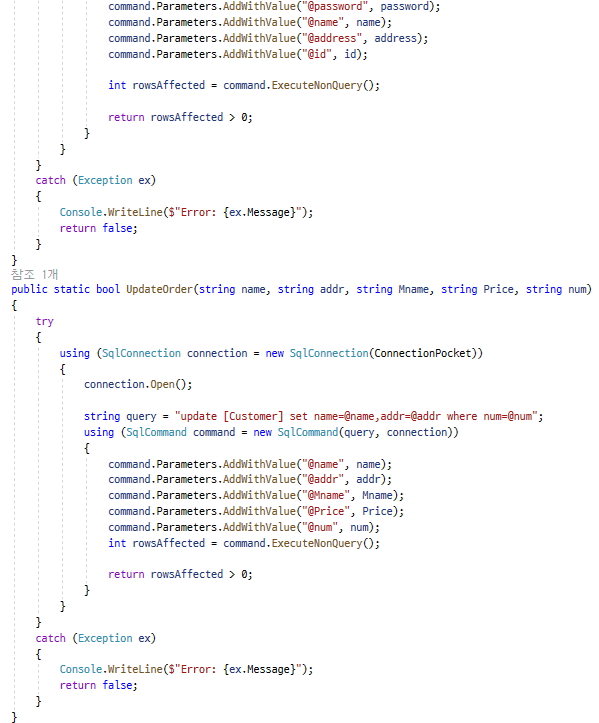 command.Parameters.AddWithValue("@password", password);
command.Parameters.AddWithValue("@name", name);
command.Parameters.AddWithValue("@address", address);
command.Parameters.AddWithValue("@id", id);
int rowsAffected = command.ExecuteNonQuery();
return rowsAffected > 0;
}
}
}
catch (Exception ex)
{
Console.WriteLine($"Error: {ex.Message}");
return false;
}
}
참조 1개
public static bool UpdateOrder(string name, string addr, string Mname, string Price, string num)
{
try
{
using (SqlConnection connection = new SqlConnection(ConnectionPocket))
{
connection.Open();
string query = "update [Customer] set name=@name,addr=@addr where num=@num";
using (SqlCommand command = new SqlCommand(query, connection))
{
command.Parameters.AddWithValue("@name", name);
command.Parameters.AddWithValue("@addr", addr);
command.Parameters.AddWithValue("@Mname", Mname);
command.Parameters.AddWithValue("@Price", Price);
command.Parameters.AddWithValue("@num", num);
int rowsAffected = command.ExecuteNonQuery();
return rowsAffected > 0;
}
}
}
catch (Exception ex)
{
Console.WriteLine($"Error: {ex.Message}");
return false;
}
}